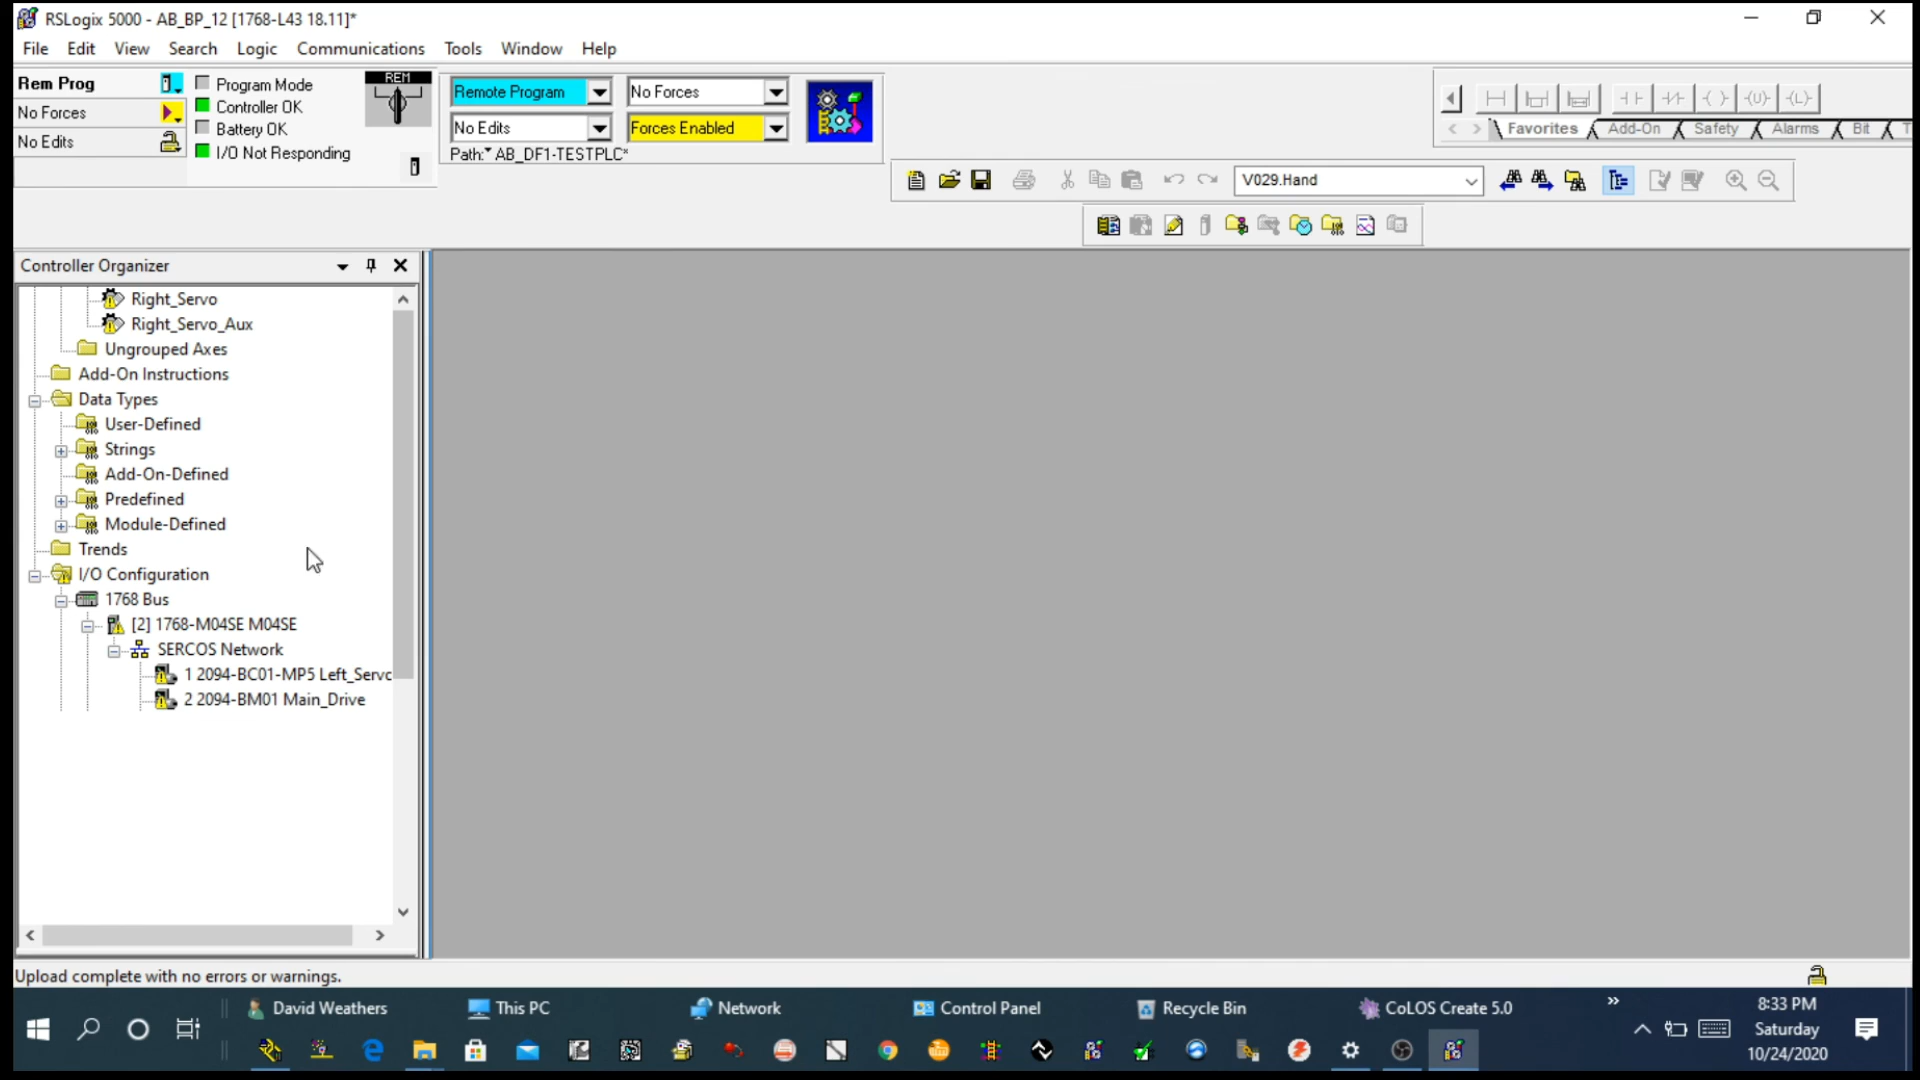 RSLogix 5000 - AB_BP_12 [1768-L43 18.11]*
File Edit View Search Logic Communications Tools Window Help
Rem Prog
No Forces
No Edits
Program Mode
Controller OK
Battery OK
I/O Not Responding
REM
Remote Program
No Forces
No Edits
Forces Enabled
Path:* AB_DF1-TESTPLC*
Favorites Add-On Safety Alarms Bit T
V029.Hand
Controller Organizer
Right_Servo
Right_Servo_Aux
Ungrouped Axes
Add-On Instructions
Data Types
User-Defined
Strings
Add-On-Defined
Predefined
Module-Defined
Trends
I/O Configuration
1768 Bus
[2] 1768-M04SE M04SE
SERCOS Network
1 2094-BC01-MP5 Left_Servo
2 2094-BM01 Main_Drive
Upload complete with no errors or warnings.
David Weathers This PC Network Control Panel Recycle Bin CoLOS Create 5.0
8:33 PM
Saturday
10/24/2020